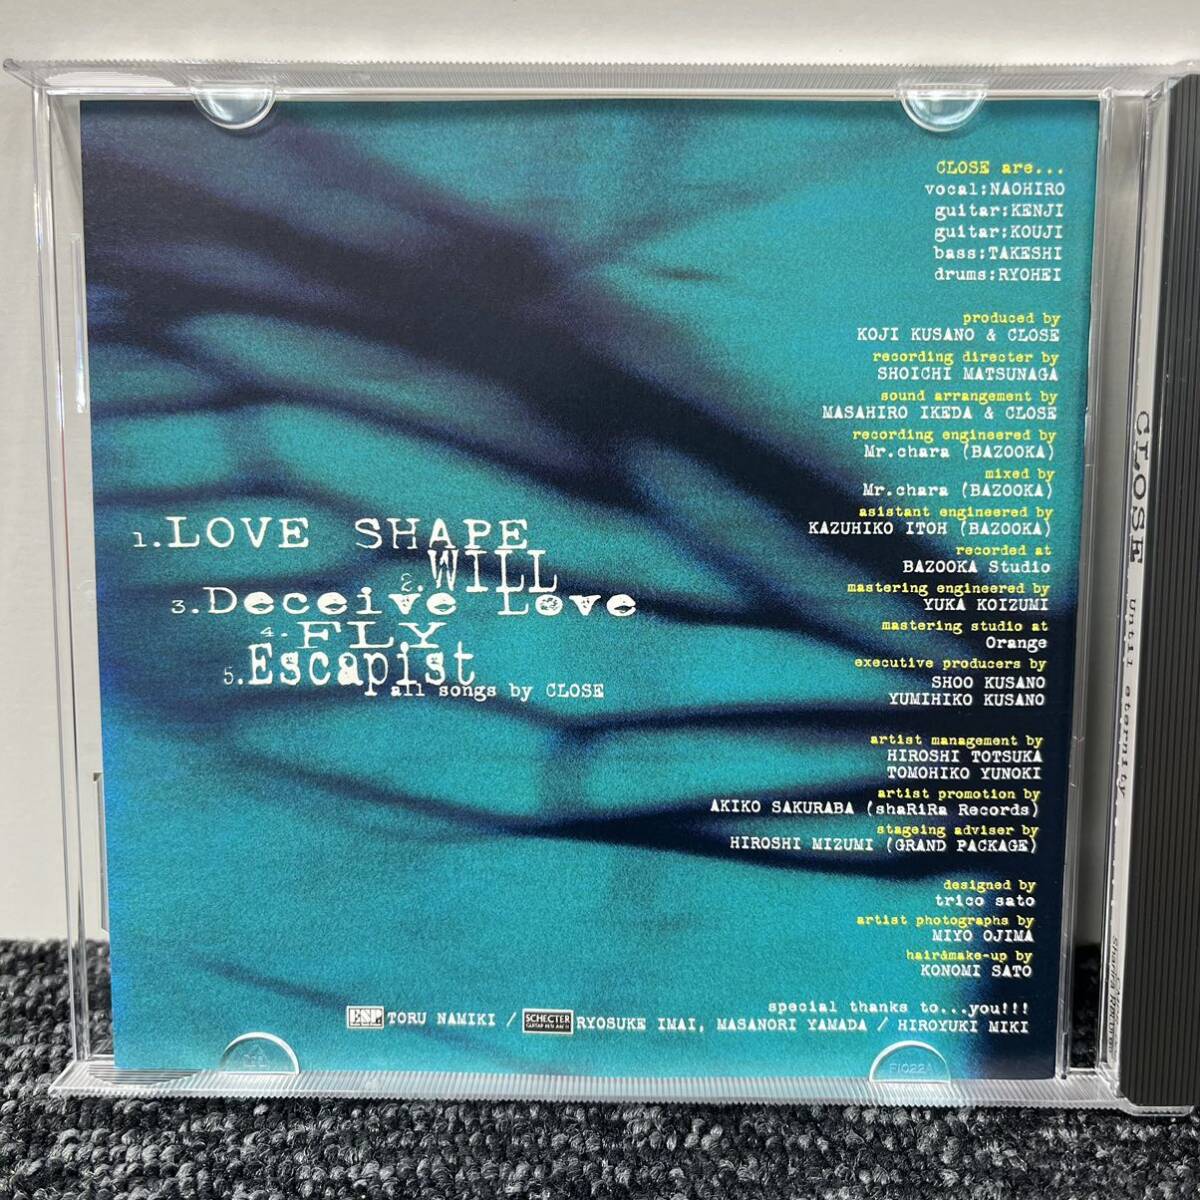 1.LOVE SHAPE
2.WILL
3.Deceive Love
4.FLY
5.Escapist
all songs by CLOSE
CLOSE are...
vocal:NAOHIRO
guitar:KENJI
guitar:KOUJI
bass:TAKESHI
drums:RYOHEI
produced by
KOJI KUSANO & CLOSE
recording directer by
SHOICHI MATSUNAGA
sound arrangement by
MASAHIRO IKEDA & CLOSE
recording engineered by
Mr.chara (BAZOOKA)
mixed by
Mr.chara (BAZOOKA)
asistant engineered by
KAZUHIKO ITOH (BAZOOKA)
recorded at
BAZOOKA Studio
mastering engineered by
YUKA KOIZUMI
mastering studio at
Orange
executive producers by
SHOO KUSANO
YUMIHIKO KUSANO
artist management by
HIROSHI TOTSUKA
TOMOHIKO YUNOKI
artist promotion by
AKIKO SAKURABA (shaRiRa Records)
stageing adviser by
HIROSHI MIZUMI (GRAND PACKAGE)
designed by
trico sato
artist photographs by
MIYO OJIMA
hair&make-up by
KONOMI SATO
special thanks to...you!!!
ESP TORU NAMIKI / SCHECTER RYOSUKE IMAI, MASANORI YAMADA / HIROYUKI MIKI
CLOSE Until eternity